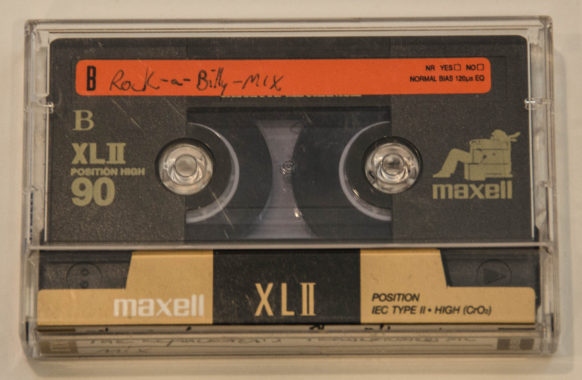 B Rock-a-Billy-Mix
NR YES NO
NORMAL BIAS 120μs EQ
B
XLII
POSITION HIGH
90
maxell
maxell
XLII
POSITION
IEC TYPE II • HIGH (CrO₂)
MIX